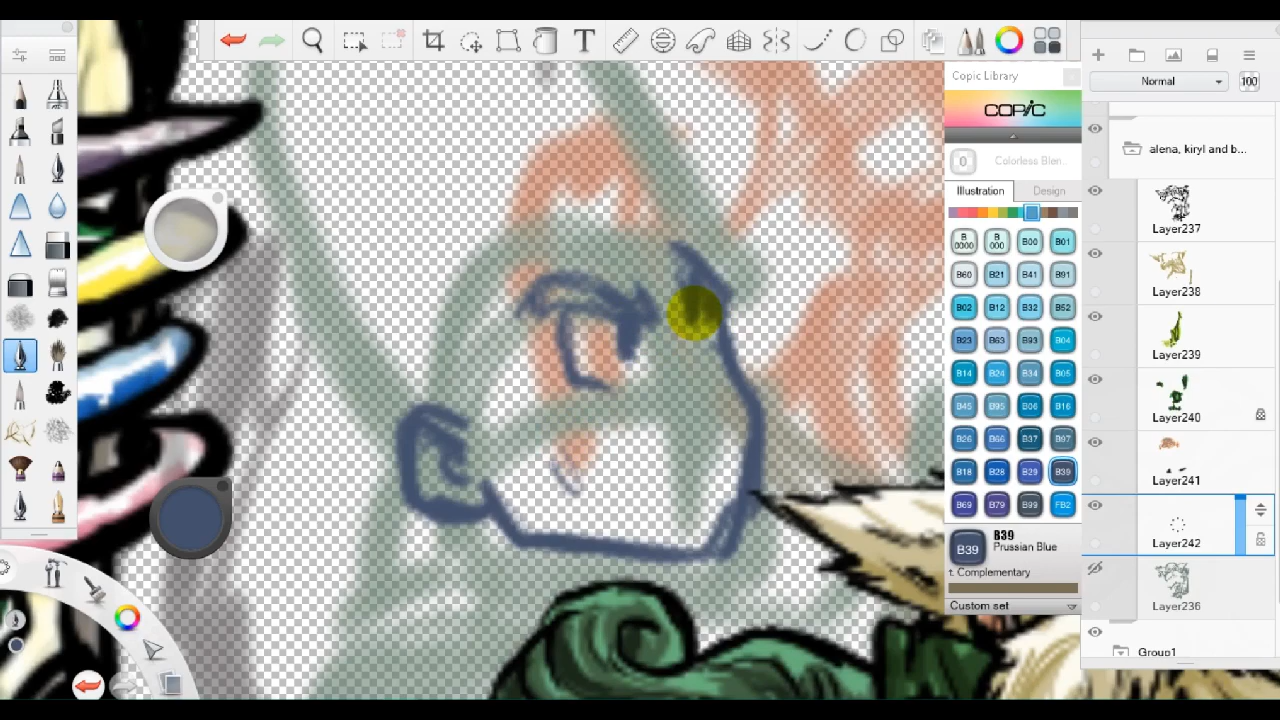 Copic Library
COPIC
0 Colorless Blen...
Illustration Design
B 0000 B 000 B00 B01
B60 B21 B41 B91
B02 B12 B32 B52
B23 B63 B93 B04
B14 B24 B34 B05
B45 B95 B06 B16
B26 B66 B37 B97
B18 B28 B29 B39
B69 B79 B99 FB2
B39 B39
Prussian Blue
t. Complementary
Custom set
Normal 100
alena, kiryl and b...
Layer237
Layer238
Layer239
Layer240
Layer241
Layer242
Layer236
Group1